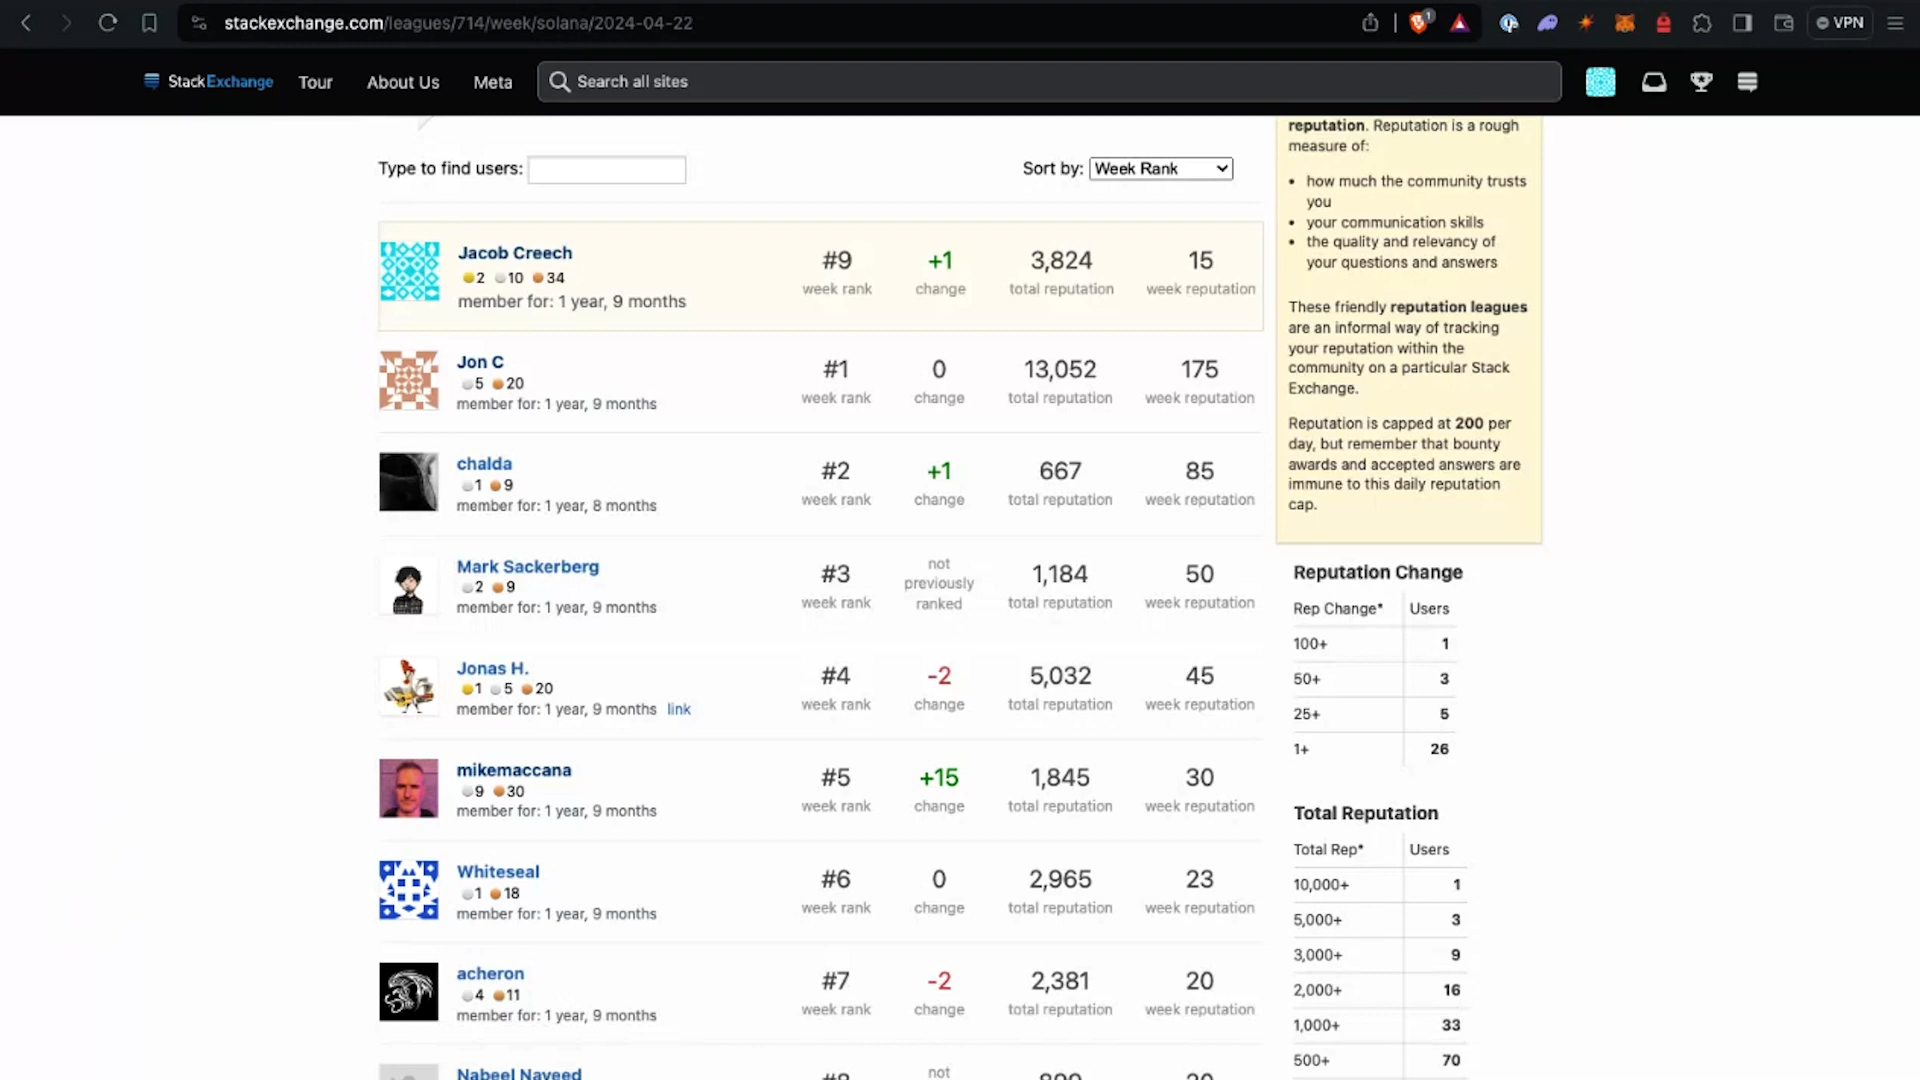 stackexchange.com/leagues/714/week/solana/2024-04-22
1
VPN
StackExchange Tour About Us Meta Search all sites
Type to find users: Sort by: Week Rank
Jacob Creech
2 10 34
member for: 1 year, 9 months
#9 +1 3,824 15
week rank change total reputation week reputation
Jon C
5 20
member for: 1 year, 9 months
#1 0 13,052 175
week rank change total reputation week reputation
chalda
1 9
member for: 1 year, 8 months
#2 +1 667 85
week rank change total reputation week reputation
Mark Sackerberg
2 9
member for: 1 year, 9 months
#3 not previously ranked 1,184 50
week rank total reputation week reputation
Jonas H.
1 5 20
member for: 1 year, 9 months link
#4 -2 5,032 45
week rank change total reputation week reputation
mikemaccana
9 30
member for: 1 year, 9 months
#5 +15 1,845 30
week rank change total reputation week reputation
Whiteseal
1 18
member for: 1 year, 9 months
#6 0 2,965 23
week rank change total reputation week reputation
acheron
4 11
member for: 1 year, 9 months
#7 -2 2,381 20
week rank change total reputation week reputation
Nabeel Naveed
not
reputation. Reputation is a rough
measure of:
• how much the community trusts
you
• your communication skills
• the quality and relevancy of
your questions and answers
These friendly reputation leagues
are an informal way of tracking
your reputation within the
community on a particular Stack
Exchange.
Reputation is capped at 200 per
day, but remember that bounty
awards and accepted answers are
immune to this daily reputation
cap.
Reputation Change
Rep Change* Users
100+ 1
50+ 3
25+ 5
1+ 26
Total Reputation
Total Rep* Users
10,000+ 1
5,000+ 3
3,000+ 9
2,000+ 16
1,000+ 33
500+ 70